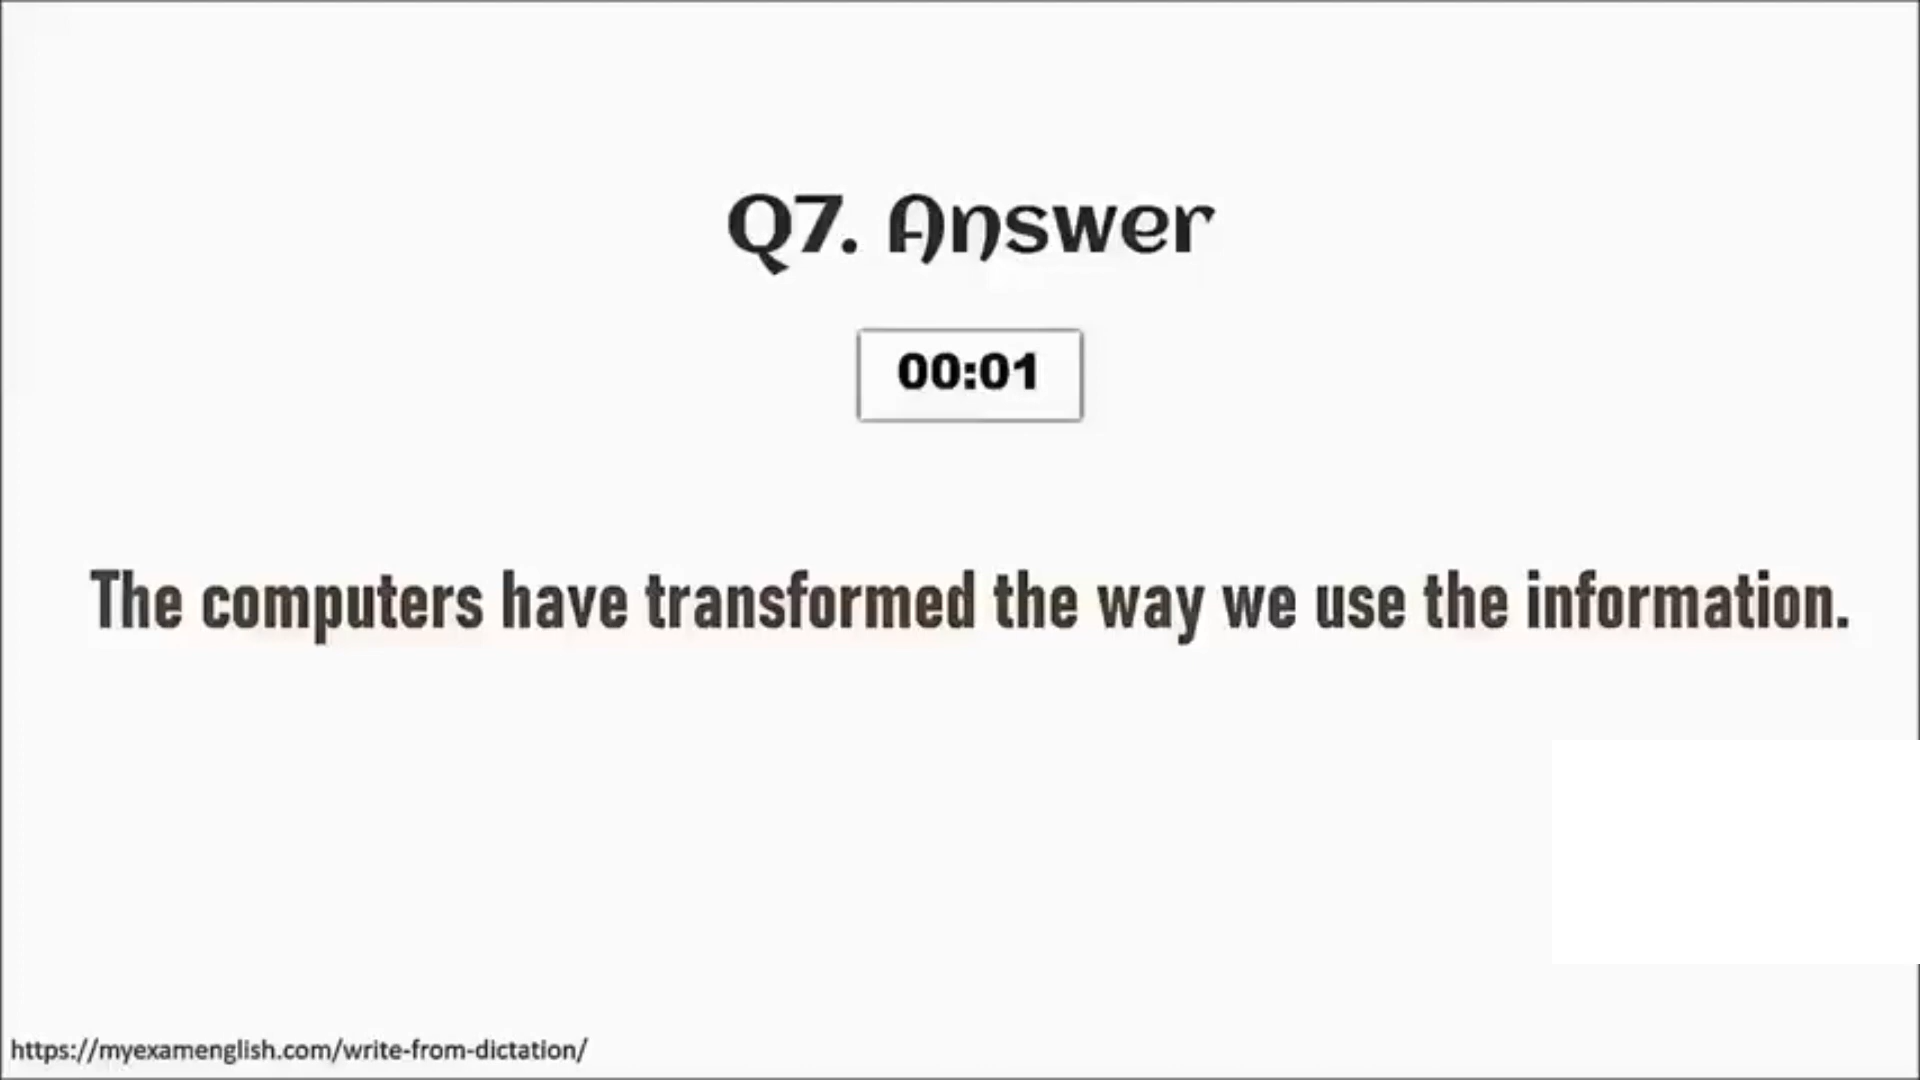 Q7. Answer
00:01
The computers have transformed the way we use the information.
https://myexamenglish.com/write-from-dictation/